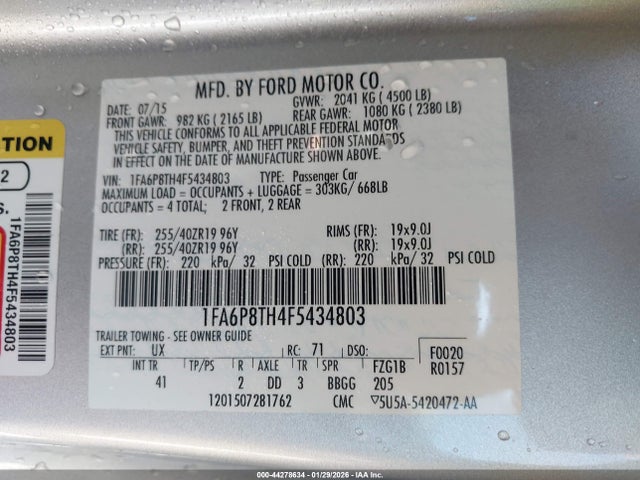 MFD. BY FORD MOTOR CO.
DATE: 07/15 GVWR: 2041 KG ( 4500 LB)
FRONT GAWR: 982 KG ( 2165 LB) REAR GAWR: 1080 KG ( 2380 LB)
THIS VEHICLE CONFORMS TO ALL APPLICABLE FEDERAL MOTOR
VEHICLE SAFETY, BUMPER, AND THEFT PREVENTION STANDARDS
IN EFFECT ON THE DATE OF MANUFACTURE SHOWN ABOVE.
VIN: 1FA6P8TH4F5434803 TYPE: Passenger Car
MAXIMUM LOAD = OCCUPANTS + LUGGAGE = 303KG/ 668LB
OCCUPANTS = 4 TOTAL; 2 FRONT, 2 REAR
TIRE (FR): 255/40ZR19 96Y RIMS (FR): 19x9.0J
(RR): 255/40ZR19 96Y (RR): 19x9.0J
PRESSURE (FR): 220 kPa/ 32 PSI COLD (RR): 220 kPa/ 32 PSI COLD
1FA6P8TH4F5434803
TRAILER TOWING - SEE OWNER GUIDE
EXT PNT: UX RC: 71 DSO: F0020
INT TR TP/PS R AXLE TR SPR FZG1B R0157
41 2 DD 3 BBGG 205
1201507281762 CMC 5U5A-5420472-AA
TION
2
S. 1FA6P8TH4F5434803
000-44278634 | 01/29/2026 - IAA Inc.